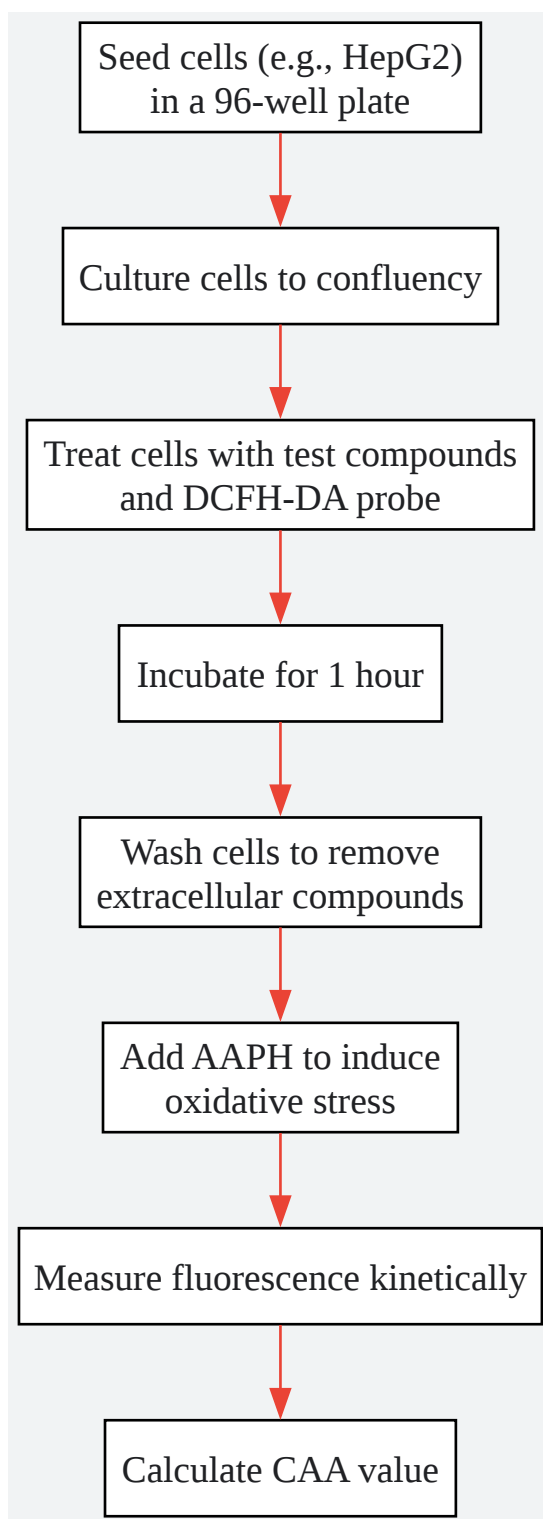 Seed cells (e.g., HepG2)
in a 96-well plate
Culture cells to confluency
Treat cells with test compounds
and DCFH-DA probe
Incubate for 1 hour
Wash cells to remove
extracellular compounds
Add AAPH to induce
oxidative stress
Measure fluorescence kinetically
Calculate CAA value